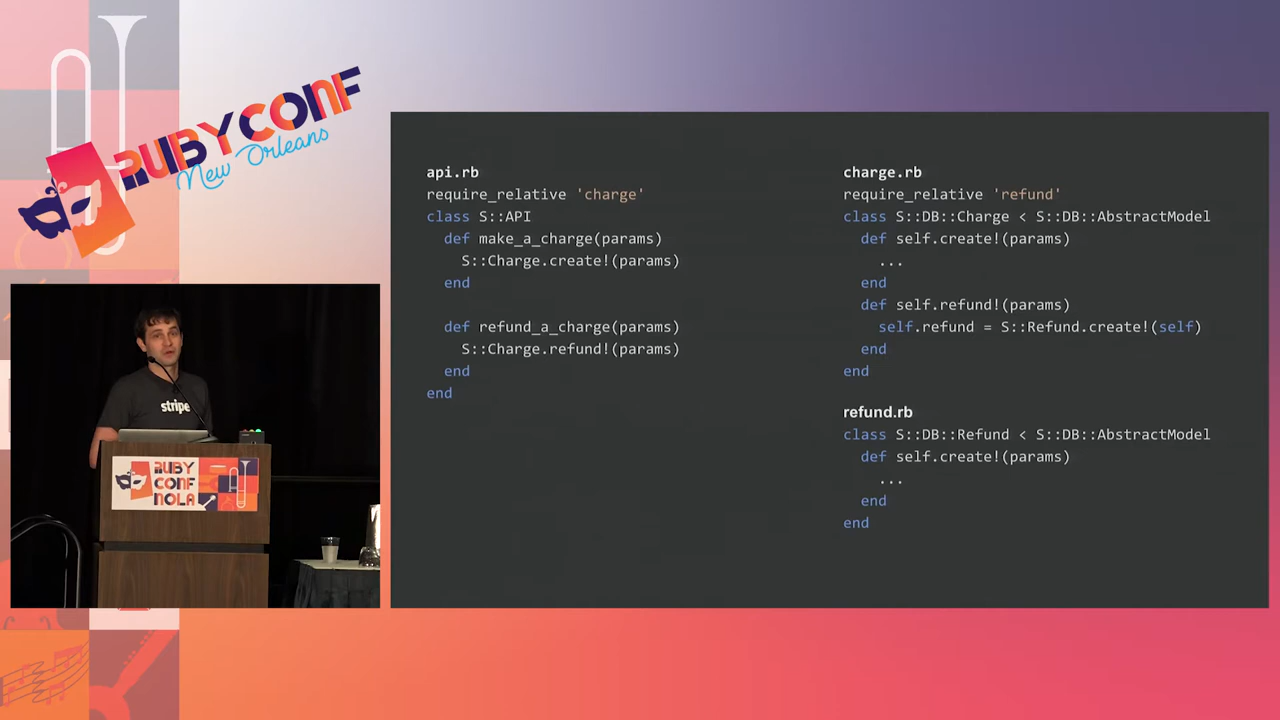 RUBYCONF
New Orleans
stripe
RUBY
CONF
NOLA
api.rb
require_relative 'charge'
class S::API
  def make_a_charge(params)
    S::Charge.create!(params)
  end

  def refund_a_charge(params)
    S::Charge.refund!(params)
  end
end
charge.rb
require_relative 'refund'
class S::DB::Charge < S::DB::AbstractModel
  def self.create!(params)
    ...
  end
  def self.refund!(params)
    self.refund = S::Refund.create!(self)
  end
end
refund.rb
class S::DB::Refund < S::DB::AbstractModel
  def self.create!(params)
    ...
  end
end